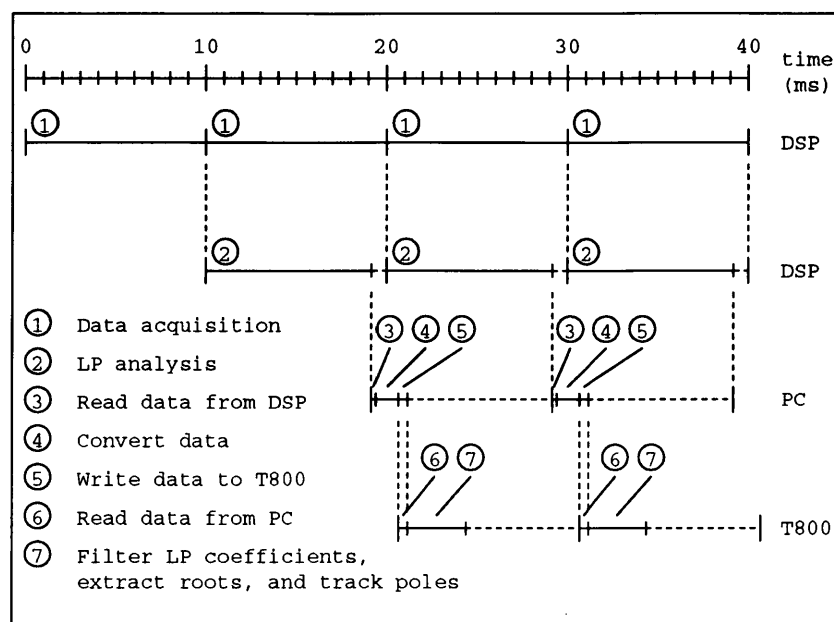 0 10 20 30 40 time
(ms)
1 1 1 1 DSP
2 2 2 DSP
1 Data acquisition
2 LP analysis
3 Read data from DSP
4 Convert data
5 Write data to T800
6 Read data from PC
7 Filter LP coefficients,
extract roots, and track poles
3 4 5 3 4 5
PC
6 7 6 7
T800